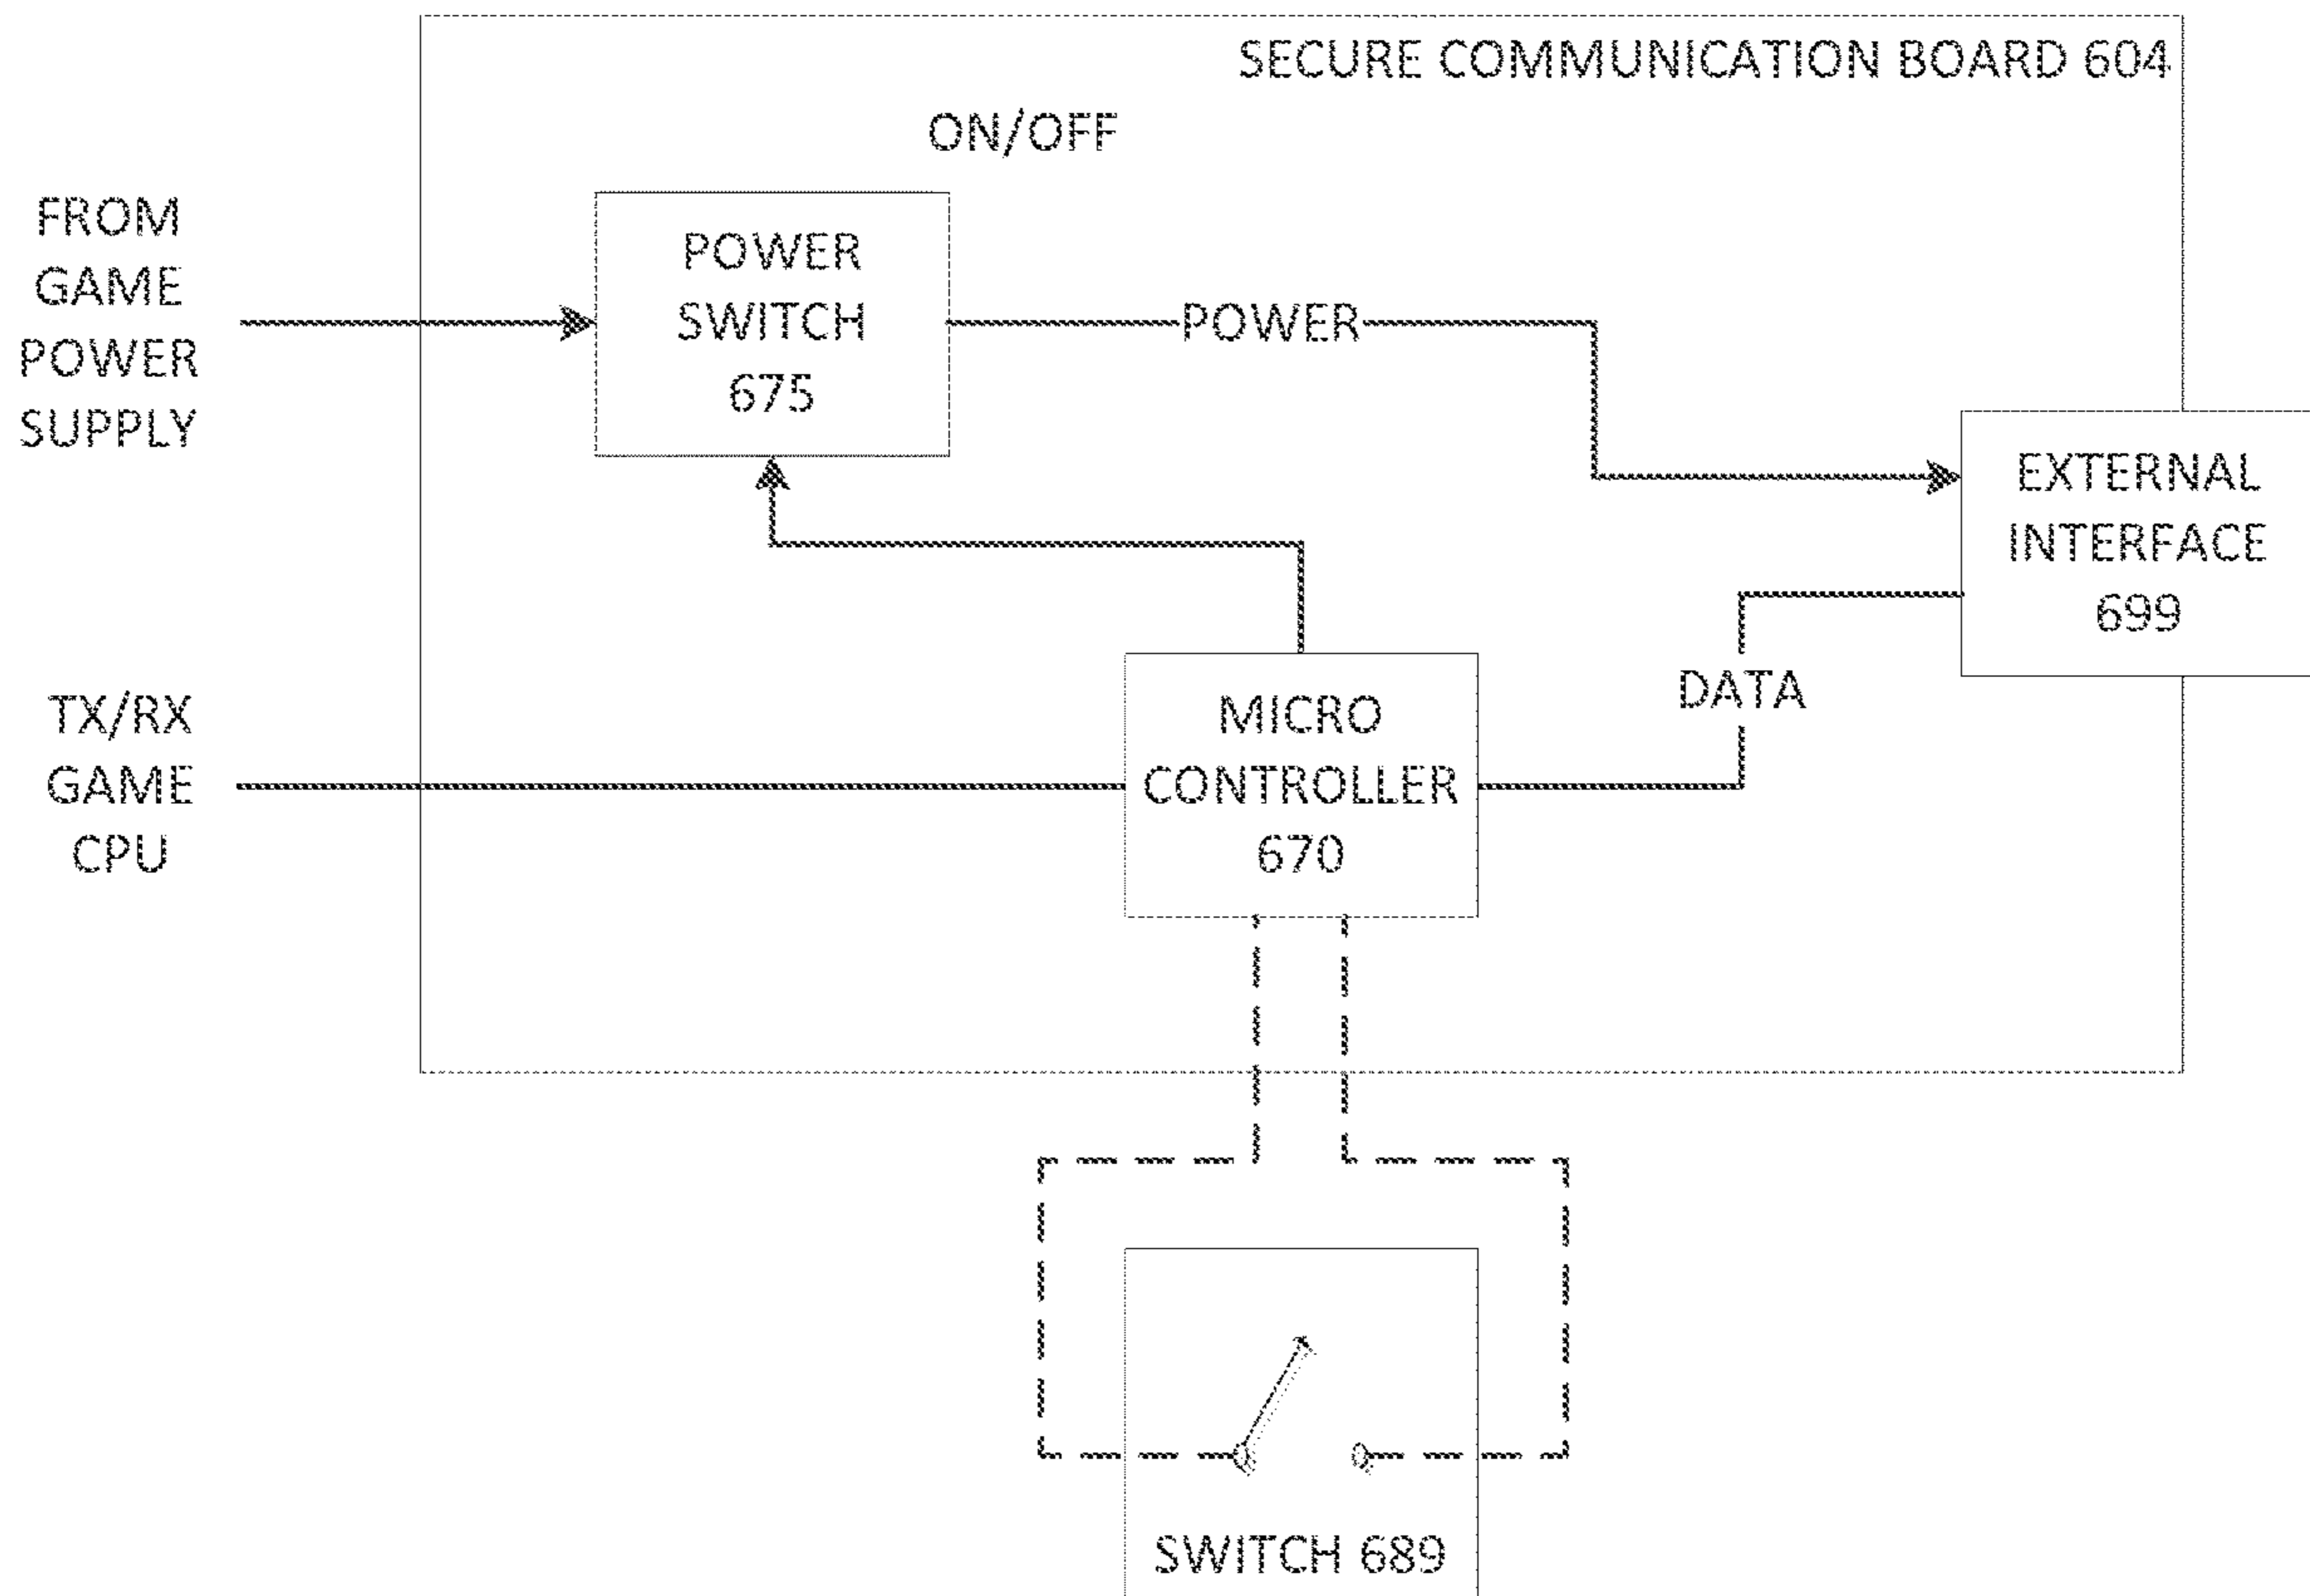 SECURE COMMUNICATION BOARD 604
ON/OFF
FROM
GAME
POWER
SUPPLY
POWER
SWITCH
675
POWER
EXTERNAL
INTERFACE
699
TX/RX
GAME
CPU
MICRO
CONTROLLER
670
DATA
SWITCH 689